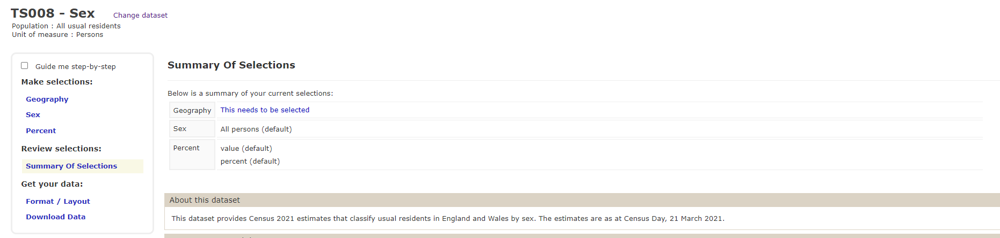 TS008 - Sex Change dataset
Population : All usual residents
Unit of measure : Persons
Guide me step-by-step
Make selections:
Geography
Sex
Percent
Review selections:
Summary Of Selections
Get your data:
Format / Layout
Download Data
Summary Of Selections
Below is a summary of your current selections:
Geography This needs to be selected
Sex All persons (default)
Percent value (default)
percent (default)
About this dataset
This dataset provides Census 2021 estimates that classify usual residents in England and Wales by sex. The estimates are as at Census Day, 21 March 2021.